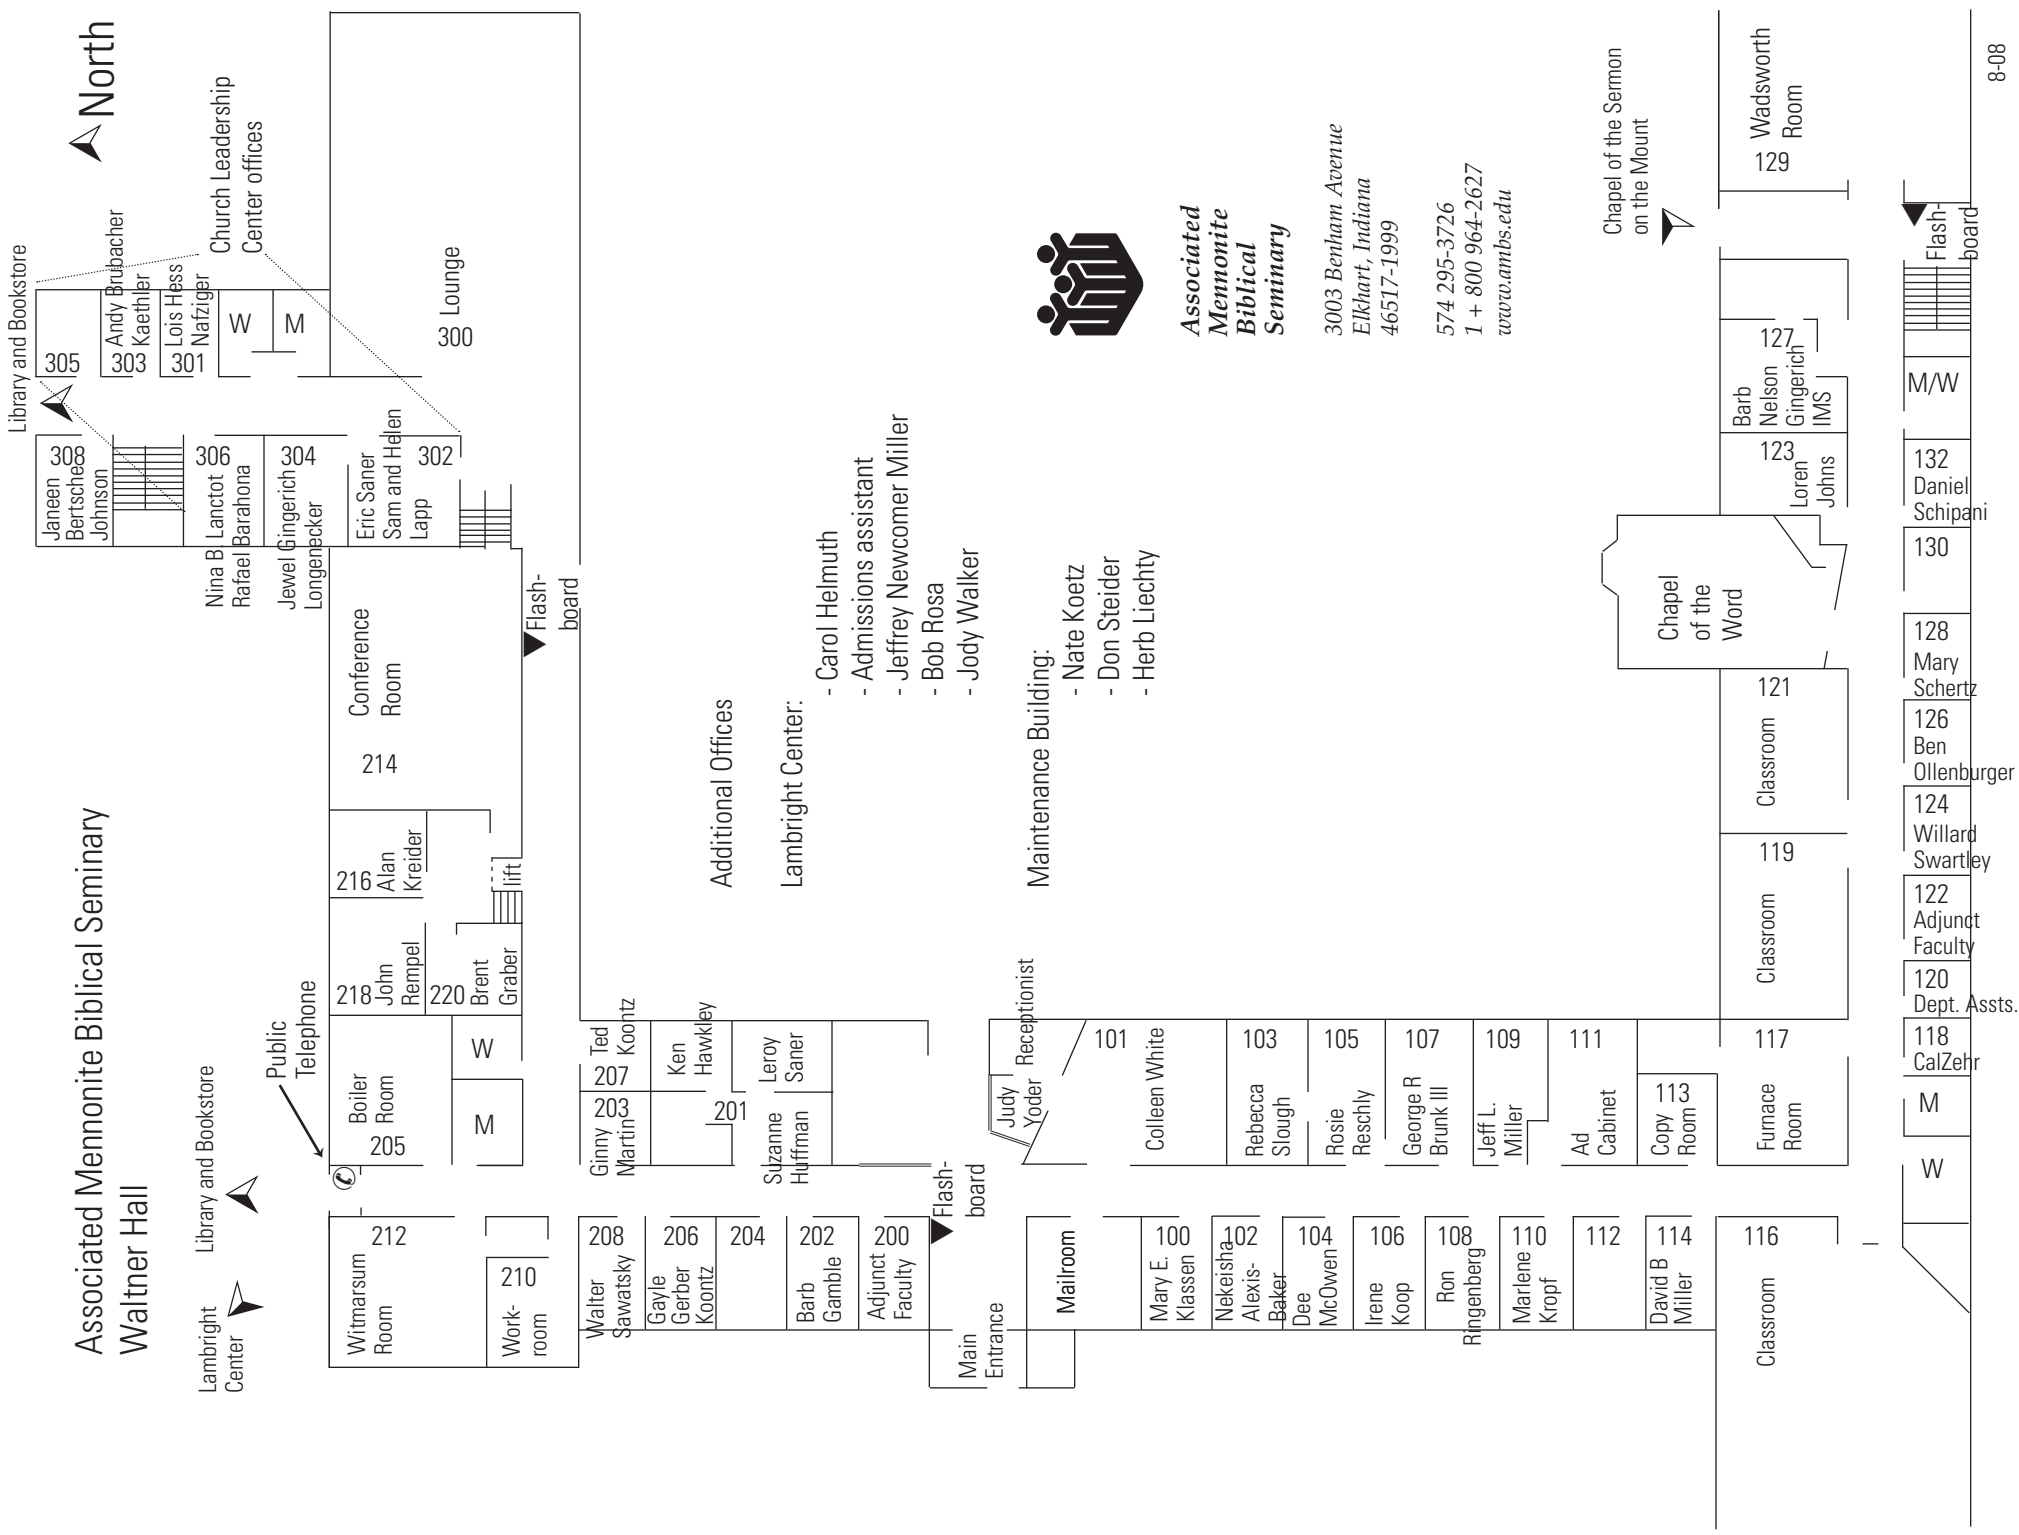 Associated Mennonite Biblical Seminary
Waltner Hall
North
Lambright
Center
Library and Bookstore
Public
Telephone
Library and Bookstore
Church Leadership
Center offices
305
303
Andy Brubacher
Kaethler
301
Lois Hess
Nafziger
W
M
300
Lounge
308
Janeen
Bertsche
Johnson
306
Nina B. Lanctot
Rafael Barahona
304
Jewel Gingerich
Longenecker
302
Eric Saner
Sam and Helen
Lapp
Flash-
board
Conference
Room
214
216
Alan
Kreider
lift
218
John
Rempel
220
Brent
Graber
Boiler
Room
205
W
M
212
Witmarsum
Room
210
Work-
room
207
Ted
Koontz
203
Ginny
Martin
Ken
Hawkley
201
Leroy
Saner
Suzanne
Huffman
208
Walter
Sawatsky
206
Gayle
Gerber
Koontz
204
202
Barb
Gamble
200
Adjunct
Faculty
Flash-
board
Main
Entrance
Mailroom
Receptionist
Judy
Yoder
101
Colleen White
103
Rebecca
Slough
105
Rosie
Reschly
107
George R
Brunk III
109
Jeff L.
Miller
111
Ad
Cabinet
113
Copy
Room
117
Furnace
Room
100
Mary E.
Klassen
102
Nekeisha
Alexis-
Baker
104
Dee
McOwen
106
Irene
Koop
108
Ron
Ringenberg
110
Marlene
Kropf
112
114
David B
Miller
116
Classroom
Additional Offices
Lambright Center:
- Carol Helmuth
- Admissions assistant
- Jeffrey Newcomer Miller
- Bob Rosa
- Jody Walker
Maintenance Building:
- Nate Koetz
- Don Steider
- Herb Liechty
Associated
Mennonite
Biblical
Seminary
3003 Benham Avenue
Elkhart, Indiana
46517-1999
574 295-3726
1 + 800 964-2627
www.ambs.edu
Chapel of the Sermon
on the Mount
129
Wadsworth
Room
127
Barb
Nelson
Gingerich
IMS
123
Loren
Johns
Chapel
of the
Word
121
Classroom
119
Classroom
Flash-
board
M/W
132
Daniel
Schipani
130
128
Mary
Schertz
126
Ben
Ollenburger
124
Willard
Swartley
122
Adjunct
Faculty
120
Dept. Assts.
118
CalZehr
M
W
8-08